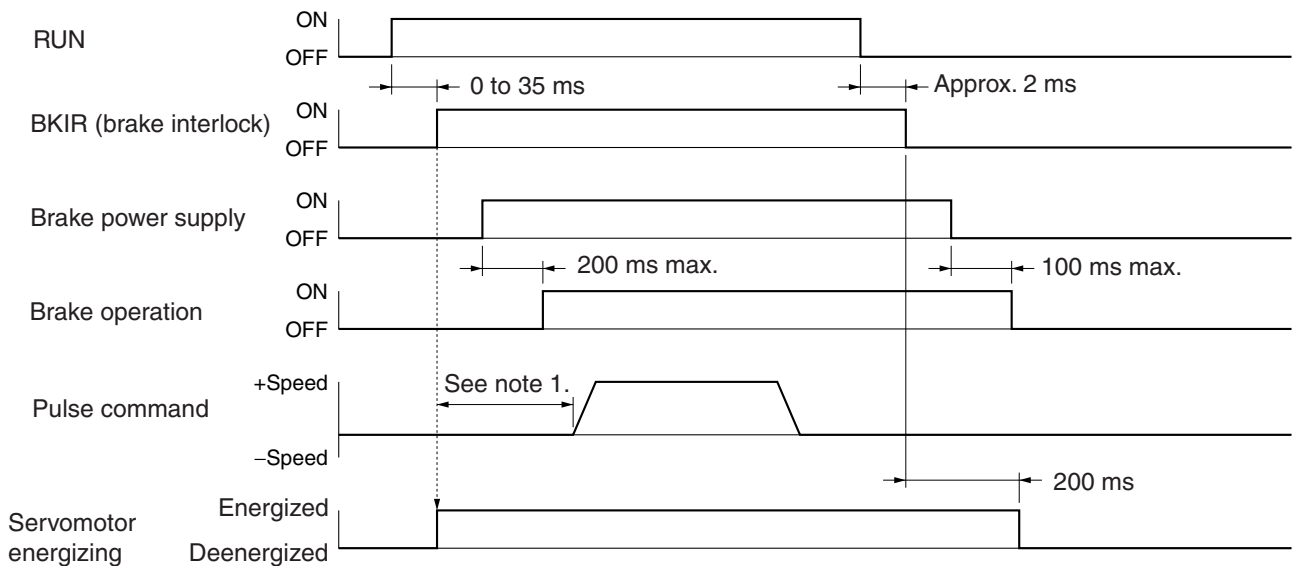 RUN
ON
OFF
0 to 35 ms
Approx. 2 ms
BKIR (brake interlock)
ON
OFF
Brake power supply
ON
OFF
200 ms max.
100 ms max.
Brake operation
ON
OFF
Pulse command
+Speed
See note 1.
−Speed
200 ms
Servomotor
energizing
Energized
Deenergized